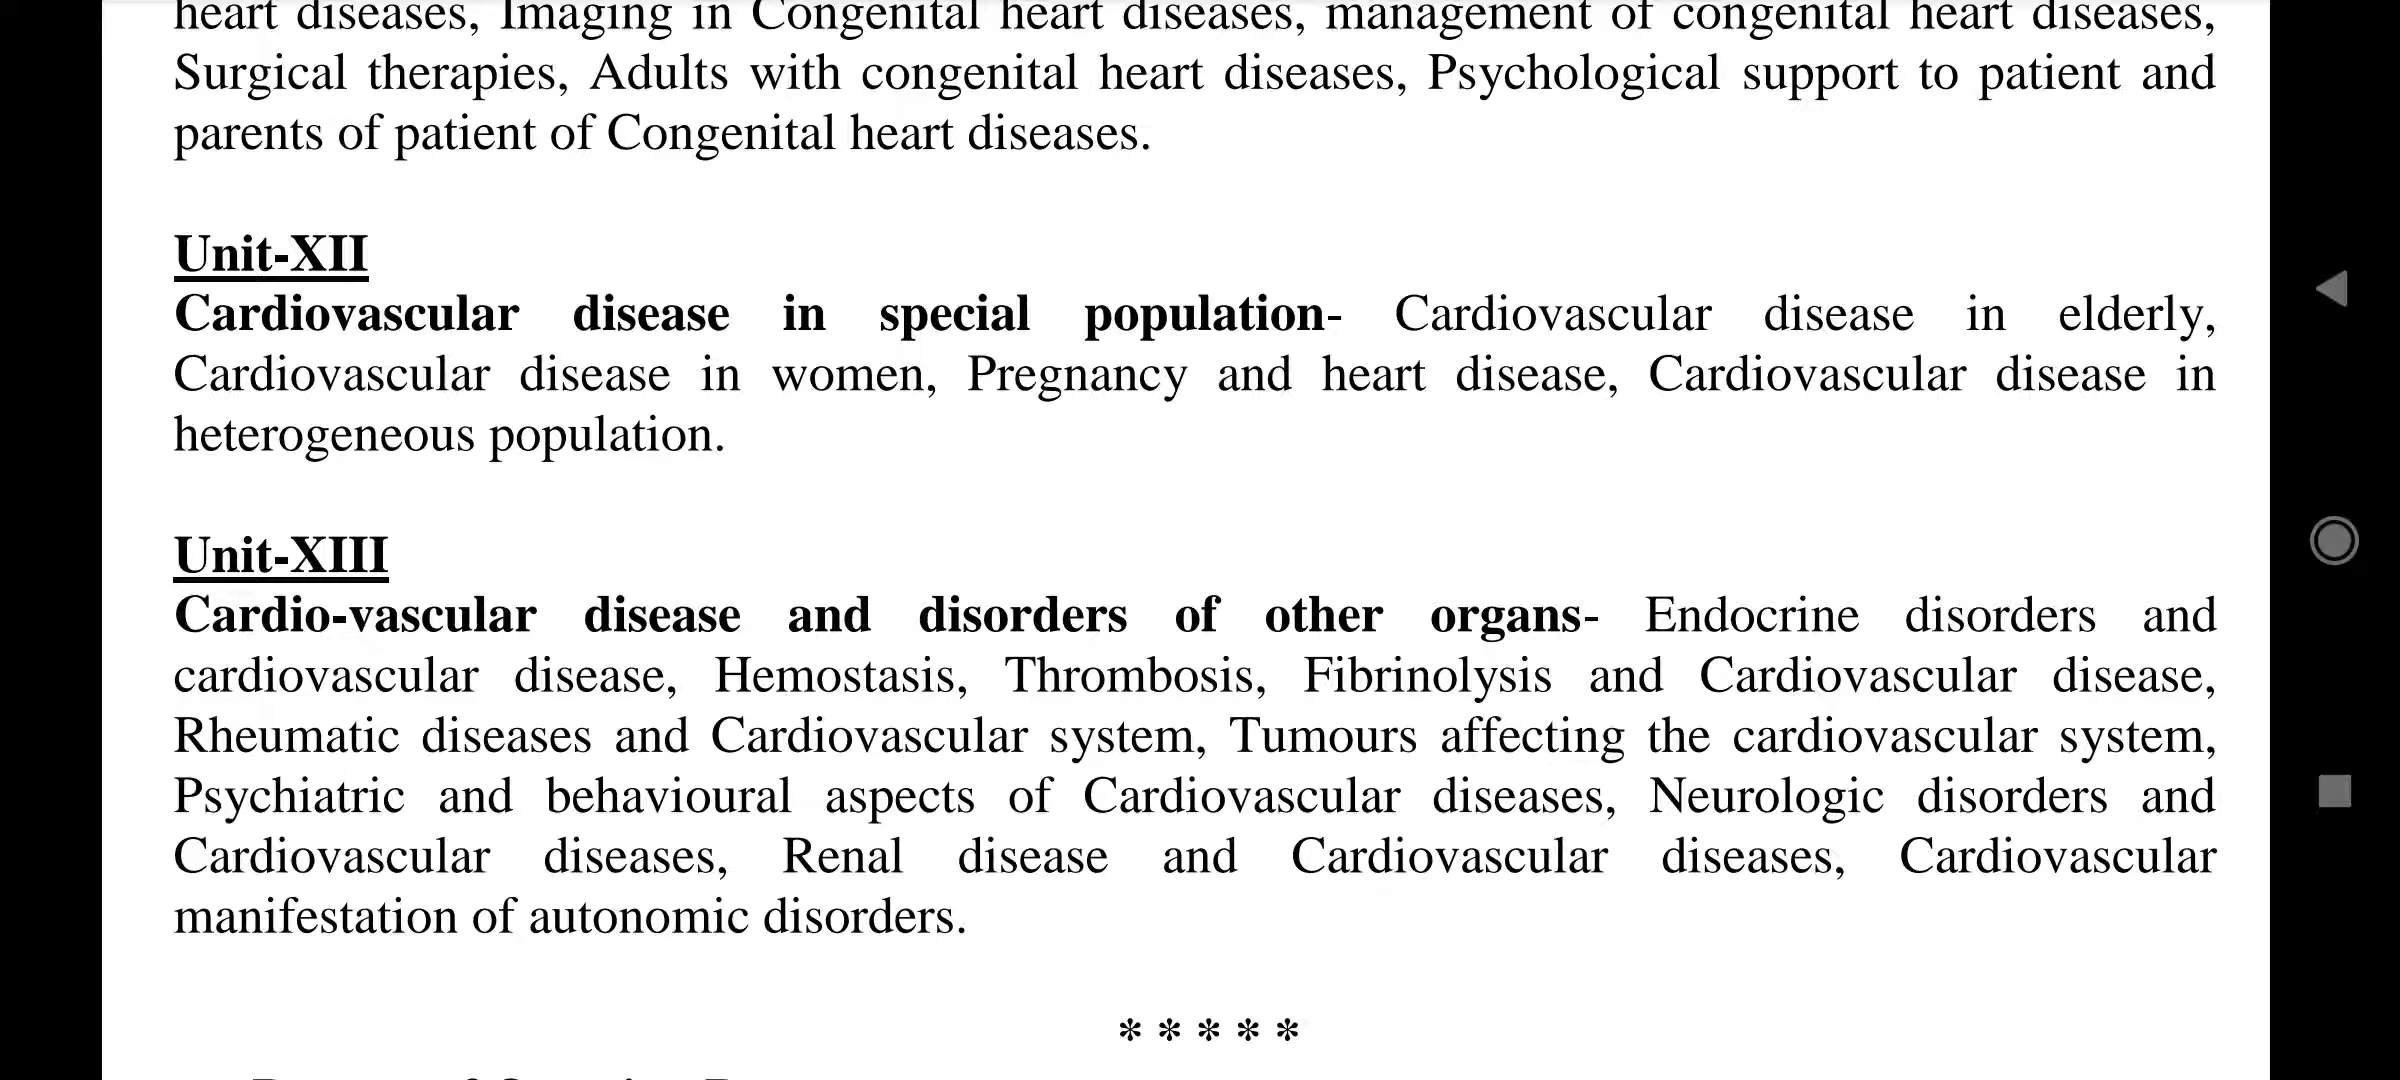 heart diseases, Imaging in Congenital heart diseases, management of congenital heart diseases,
Surgical therapies, Adults with congenital heart diseases, Psychological support to patient and
parents of patient of Congenital heart diseases.
Unit-XII
Cardiovascular disease in special population- Cardiovascular disease in elderly,
Cardiovascular disease in women, Pregnancy and heart disease, Cardiovascular disease in
heterogeneous population.
Unit-XIII
Cardio-vascular disease and disorders of other organs- Endocrine disorders and
cardiovascular disease, Hemostasis, Thrombosis, Fibrinolysis and Cardiovascular disease,
Rheumatic diseases and Cardiovascular system, Tumours affecting the cardiovascular system,
Psychiatric and behavioural aspects of Cardiovascular diseases, Neurologic disorders and
Cardiovascular diseases, Renal disease and Cardiovascular diseases, Cardiovascular
manifestation of autonomic disorders.
* * * * *